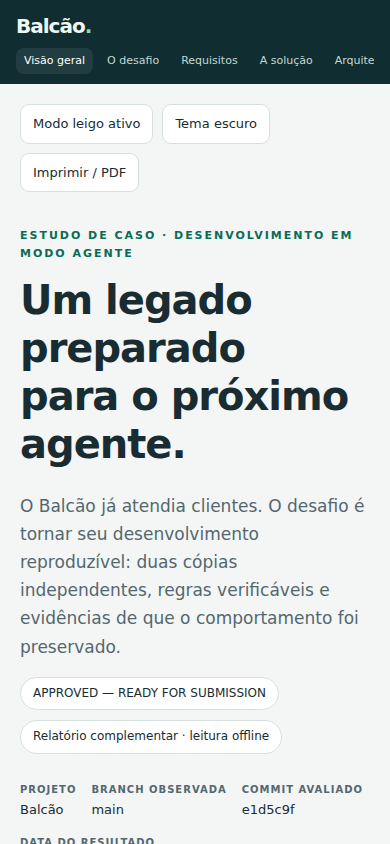 Balcão.
Visão geral
O desafio
Requisitos
A solução
Arquite
Modo leigo ativo
Tema escuro
Imprimir / PDF
ESTUDO DE CASO · DESENVOLVIMENTO EM
MODO AGENTE
Um legado
preparado
para o próximo
agente.
O Balcão já atendia clientes. O desafio é
tornar seu desenvolvimento
reproduzível: duas cópias
independentes, regras verificáveis e
evidências de que o comportamento foi
preservado.
APPROVED — READY FOR SUBMISSION
Relatório complementar · leitura offline
PROJETO
Balcão
BRANCH OBSERVADA
main
COMMIT AVALIADO
e1d5c9f
DATA DO RESULTADO